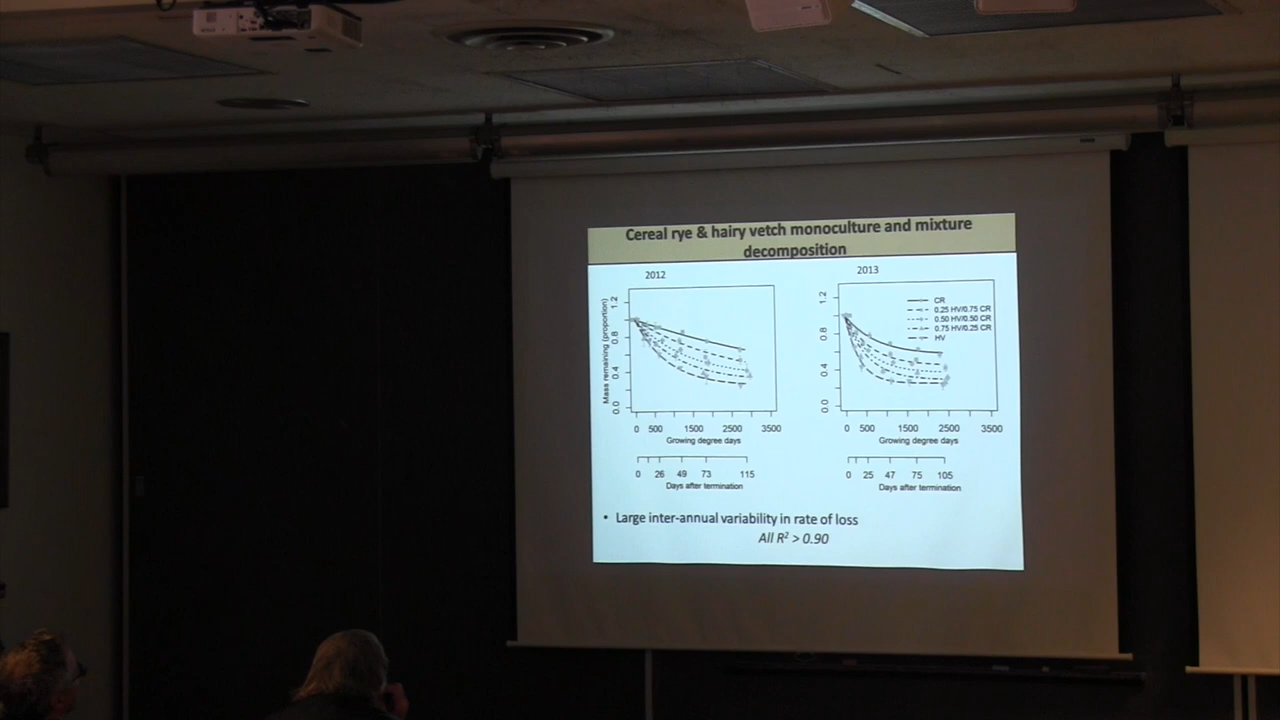 Cereal rye & hairy vetch monoculture and mixture
decomposition
2012
2013
Mass remaining (proportion)
0.0 0.4 0.8 1.2
0 500 1500 2500 3500
Growing degree days
0 26 49 73 115
Days after termination
0.0 0.4 0.8 1.2
CR
0.25 HV/0.75 CR
0.50 HV/0.50 CR
0.75 HV/0.25 CR
HV
0 500 1500 2500 3500
Growing degree days
0 25 47 75 105
Days after termination
• Large inter-annual variability in rate of loss
All R² > 0.90